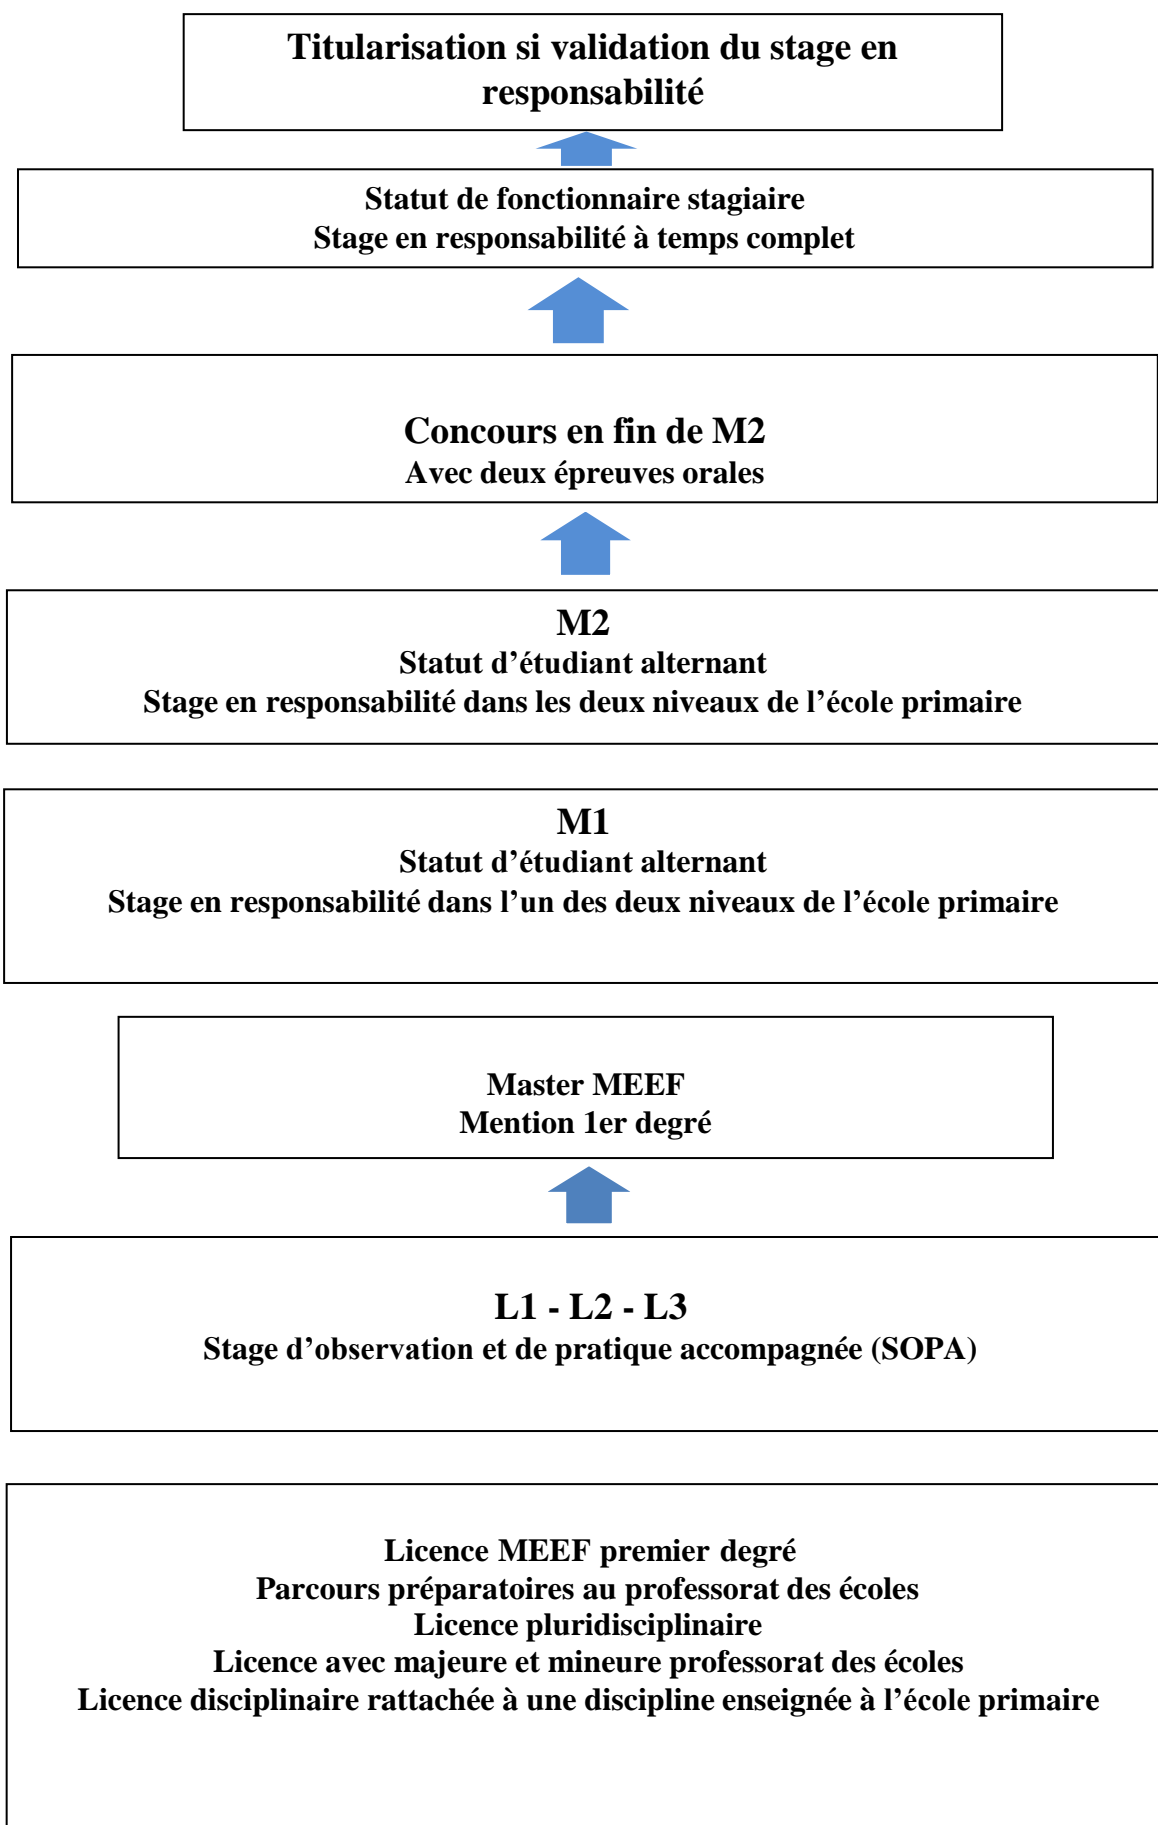 Titularisation si validation du stage en
responsabilité
Statut de fonctionnaire stagiaire
Stage en responsabilité à temps complet
Concours en fin de M2
Avec deux épreuves orales
M2
Statut d’étudiant alternant
Stage en responsabilité dans les deux niveaux de l’école primaire
M1
Statut d’étudiant alternant
Stage en responsabilité dans l’un des deux niveaux de l’école primaire
Master MEEF
Mention 1er degré
L1 - L2 - L3
Stage d’observation et de pratique accompagnée (SOPA)
Licence MEEF premier degré
Parcours préparatoires au professorat des écoles
Licence pluridisciplinaire
Licence avec majeure et mineure professorat des écoles
Licence disciplinaire rattachée à une discipline enseignée à l’école primaire